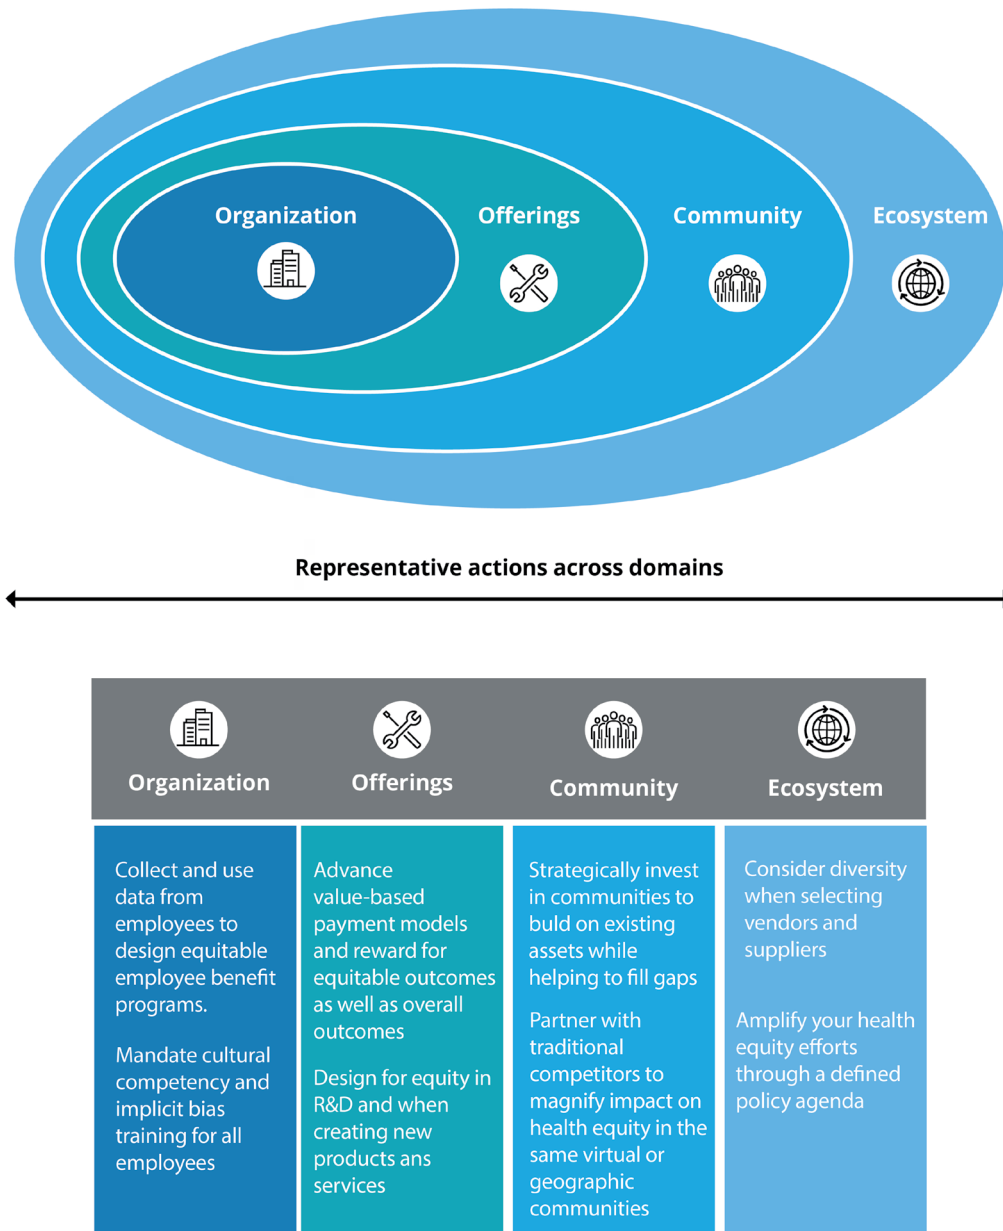 Organization
Offerings
Community
Ecosystem
Representative actions across domains
Organization
Offerings
Community
Ecosystem
Collect and use
data from
employees to
design equitable
employee benefit
programs.
Mandate cultural
competency and
implicit bias
training for all
employees
Advance
value-based
payment models
and reward for
equitable outcomes
as well as overall
outcomes
Design for equity in
R&D and when
creating new
products ans
services
Strategically invest
in communities to
buld on existing
assets while
helping to fill gaps
Partner with
traditional
competitors to
magnify impact on
health equity in the
same virtual or
geographic
communities
Consider diversity
when selecting
vendors and
suppliers
Amplify your health
equity efforts
through a defined
policy agenda